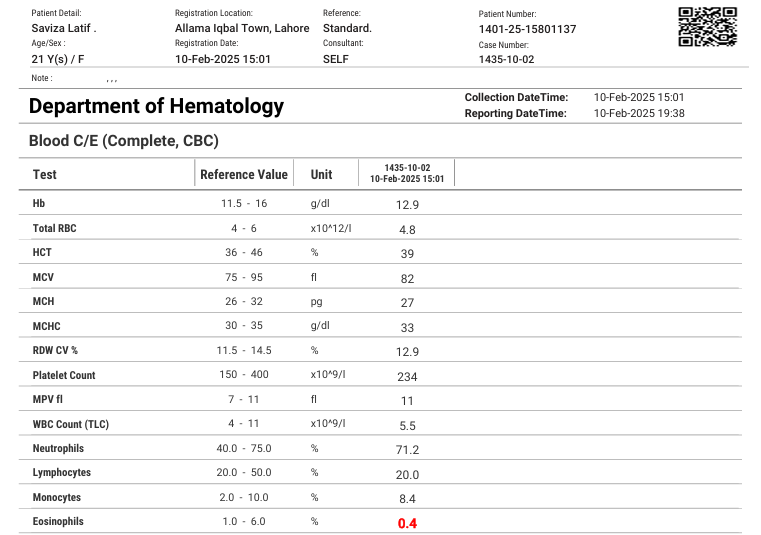 Patient Detail: Registration Location: Reference: Patient Number:
Saviza Latif . Allama Iqbal Town, Lahore Standard. 1401-25-15801137
Age/Sex : Registration Date: Consultant: Case Number:
21 Y(s) / F 10-Feb-2025 15:01 SELF 1435-10-02
Note : , , ,
Department of Hematology
Collection DateTime: 10-Feb-2025 15:01
Reporting DateTime: 10-Feb-2025 19:38
Blood C/E (Complete, CBC)
Test Reference Value Unit 1435-10-02
10-Feb-2025 15:01
Hb 11.5 - 16 g/dl 12.9
Total RBC 4 - 6 x10^12/l 4.8
HCT 36 - 46 % 39
MCV 75 - 95 fl 82
MCH 26 - 32 pg 27
MCHC 30 - 35 g/dl 33
RDW CV % 11.5 - 14.5 % 12.9
Platelet Count 150 - 400 x10^9/l 234
MPV fl 7 - 11 fl 11
WBC Count (TLC) 4 - 11 x10^9/l 5.5
Neutrophils 40.0 - 75.0 % 71.2
Lymphocytes 20.0 - 50.0 % 20.0
Monocytes 2.0 - 10.0 % 8.4
Eosinophils 1.0 - 6.0 % 0.4